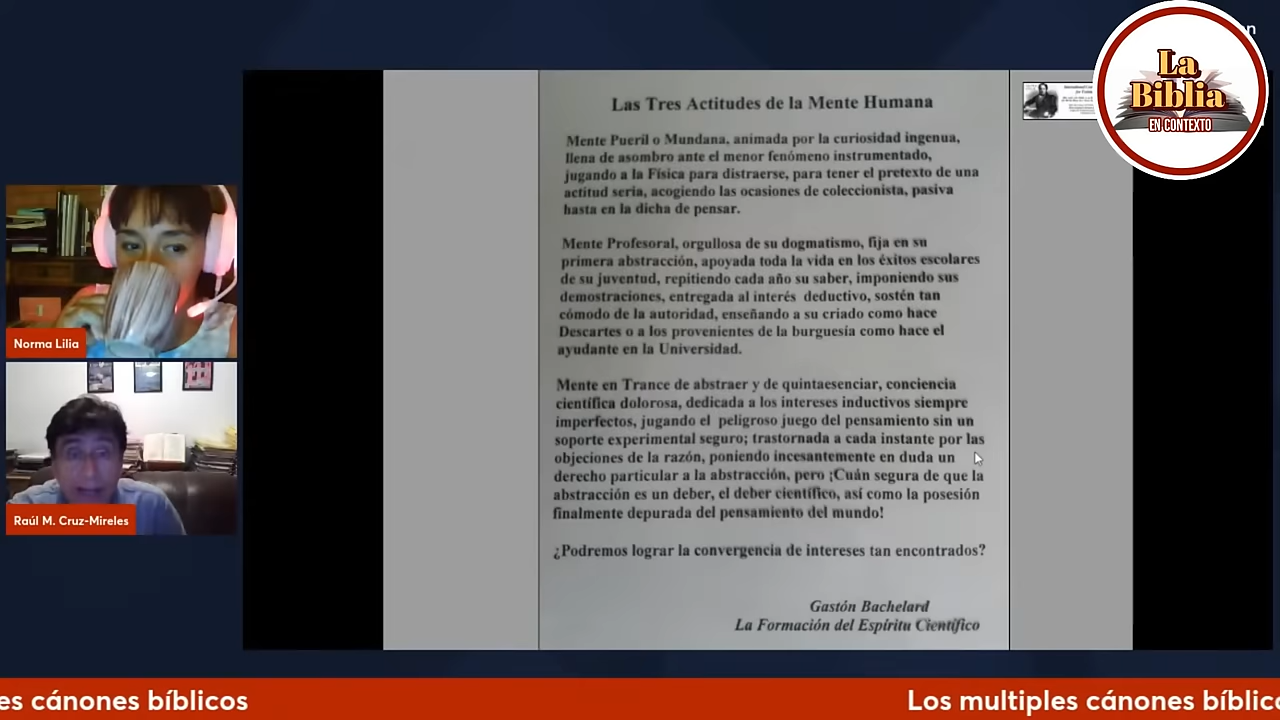 La
Biblia
EN CONTEXTO
Las Tres Actitudes de la Mente Humana
Mente Pueril o Mundana, animada por la curiosidad ingenua,
llena de asombro ante el menor fenómeno instrumentado,
jugando a la Física para distraerse, para tener el pretexto de una
actitud seria, acogiendo las ocasiones de coleccionista, pasiva
hasta en la dicha de pensar.
Mente Profesoral, orgullosa de su dogmatismo, fija en su
primera abstracción, apoyada toda la vida en los éxitos escolares
de su juventud, repitiendo cada año su saber, imponiendo sus
demostraciones, entregada al interés deductivo, sostén tan
cómodo de la autoridad, enseñando a su criado como hace
Descartes o a los provenientes de la burguesía como hace el
ayudante en la Universidad.
Mente en Trance de abstraer y de quintaesenciar, conciencia
científica dolorosa, dedicada a los intereses inductivos siempre
imperfectos, jugando el peligroso juego del pensamiento sin un
soporte experimental seguro; trastornada a cada instante por las
objeciones de la razón, poniendo incesantemente en duda un
derecho particular a la abstracción, pero ¡Cuán segura de que la
abstracción es un deber, el deber científico, así como la posesión
finalmente depurada del pensamiento del mundo!
¿Podremos lograr la convergencia de intereses tan encontrados?
Gastón Bachelard
La Formación del Espíritu Científico
Norma Lilia
Raúl M. Cruz-Mireles
es cánones bíblicos
Los multiples cánones bíblic